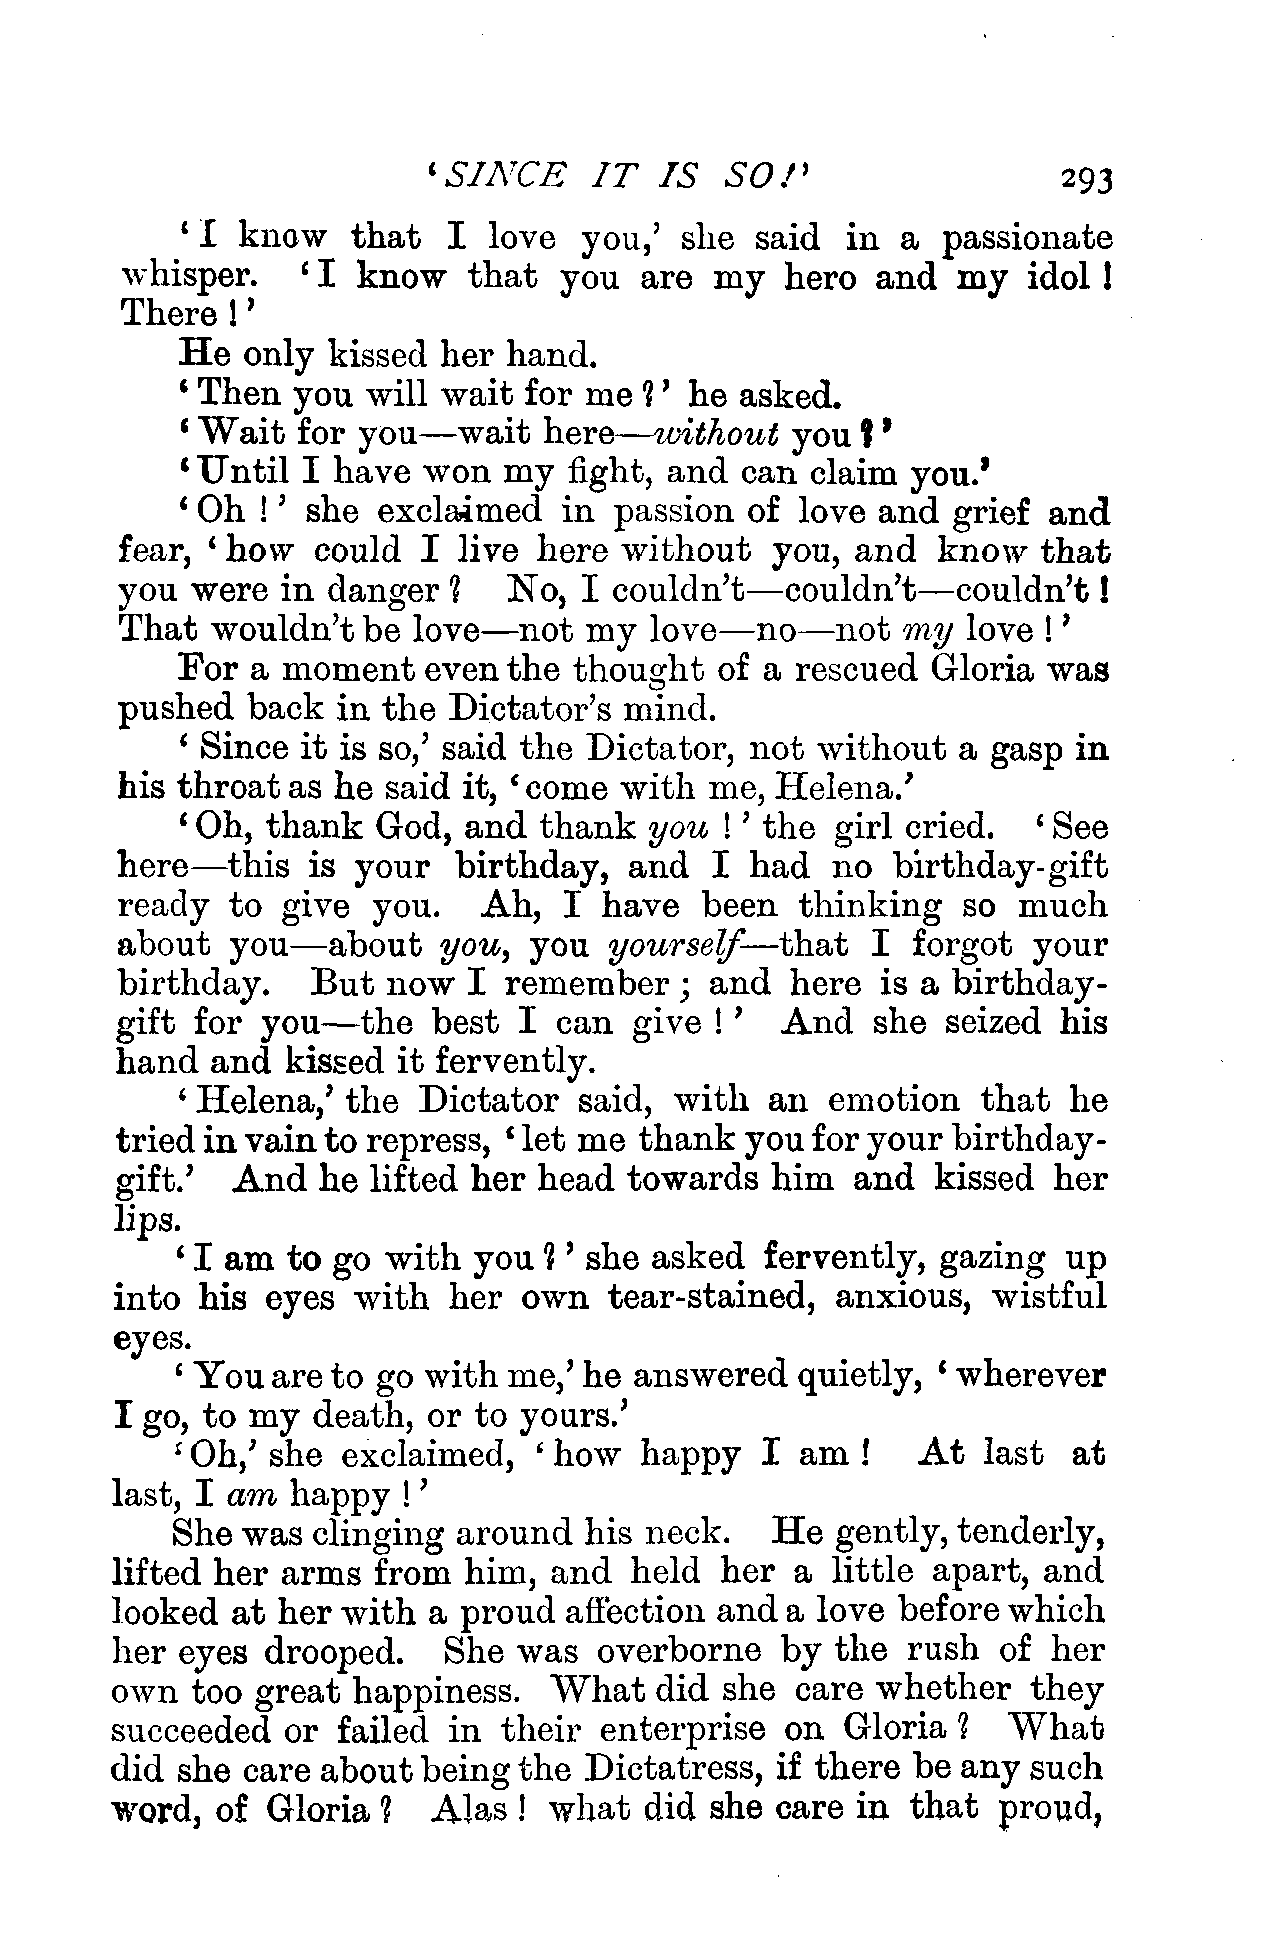 ‘SINCE IT IS SO!’ 293
‘I know that I love you,’ she said in a passionate
whisper. ‘I know that you are my hero and my idol!
There!’
He only kissed her hand.
‘Then you will wait for me?’ he asked.
‘Wait for you—wait here—without you?’
‘Until I have won my fight, and can claim you.’
‘Oh!’ she exclaimed in passion of love and grief and
fear, ‘how could I live here without you, and know that
you were in danger? No, I couldn’t—couldn’t—couldn’t!
That wouldn’t be love—not my love—no—not my love!’
For a moment even the thought of a rescued Gloria was
pushed back in the Dictator’s mind.
‘Since it is so,’ said the Dictator, not without a gasp in
his throat as he said it, ‘come with me, Helena.’
‘Oh, thank God, and thank you!’ the girl cried. ‘See
here—this is your birthday, and I had no birthday-gift
ready to give you. Ah, I have been thinking so much
about you—about you, you yourself—that I forgot your
birthday. But now I remember; and here is a birthday-
gift for you—the best I can give!’ And she seized his
hand and kissed it fervently.
‘Helena,’ the Dictator said, with an emotion that he
tried in vain to repress, ‘let me thank you for your birthday-
gift.’ And he lifted her head towards him and kissed her
lips.
‘I am to go with you?’ she asked fervently, gazing up
into his eyes with her own tear-stained, anxious, wistful
eyes.
‘You are to go with me,’ he answered quietly, ‘wherever
I go, to my death, or to yours.’
‘Oh,’ she exclaimed, ‘how happy I am! At last at
last, I am happy!’
She was clinging around his neck. He gently, tenderly,
lifted her arms from him, and held her a little apart, and
looked at her with a proud affection and a love before which
her eyes drooped. She was overborne by the rush of her
own too great happiness. What did she care whether they
succeeded or failed in their enterprise on Gloria? What
did she care about being the Dictatress, if there be any such
word, of Gloria? Alas! what did she care in that proud,